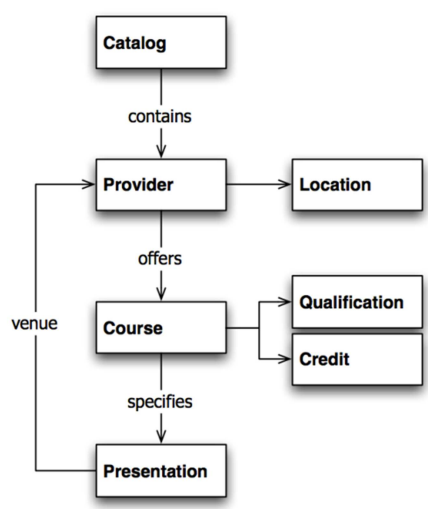 Catalog
contains
Provider
Location
offers
Course
Qualification
Credit
venue
specifies
Presentation